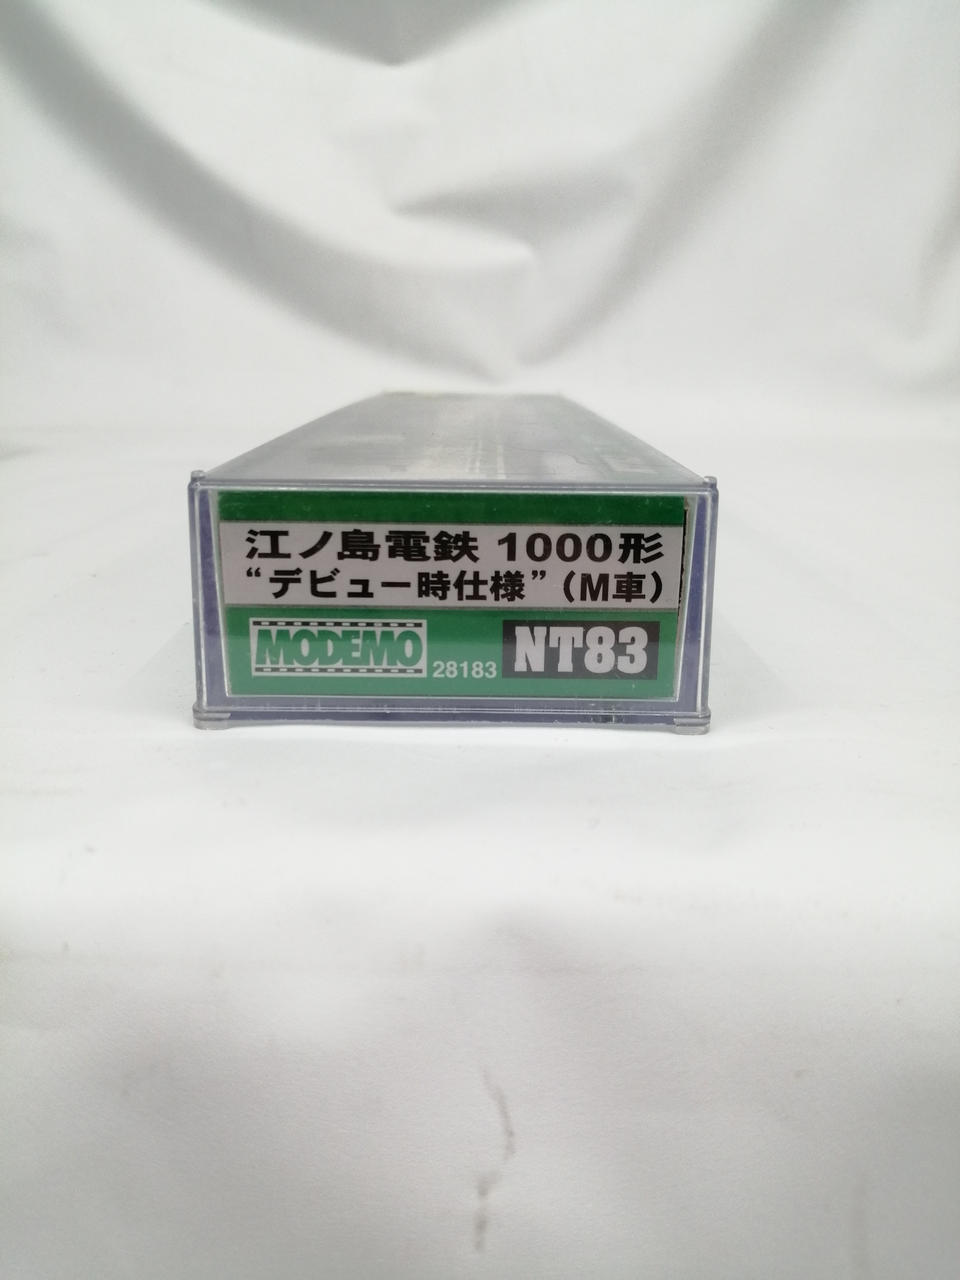 江ノ島電鉄 1000形
“デビュー時仕様”(M車)
MODEMO 28183 NT83